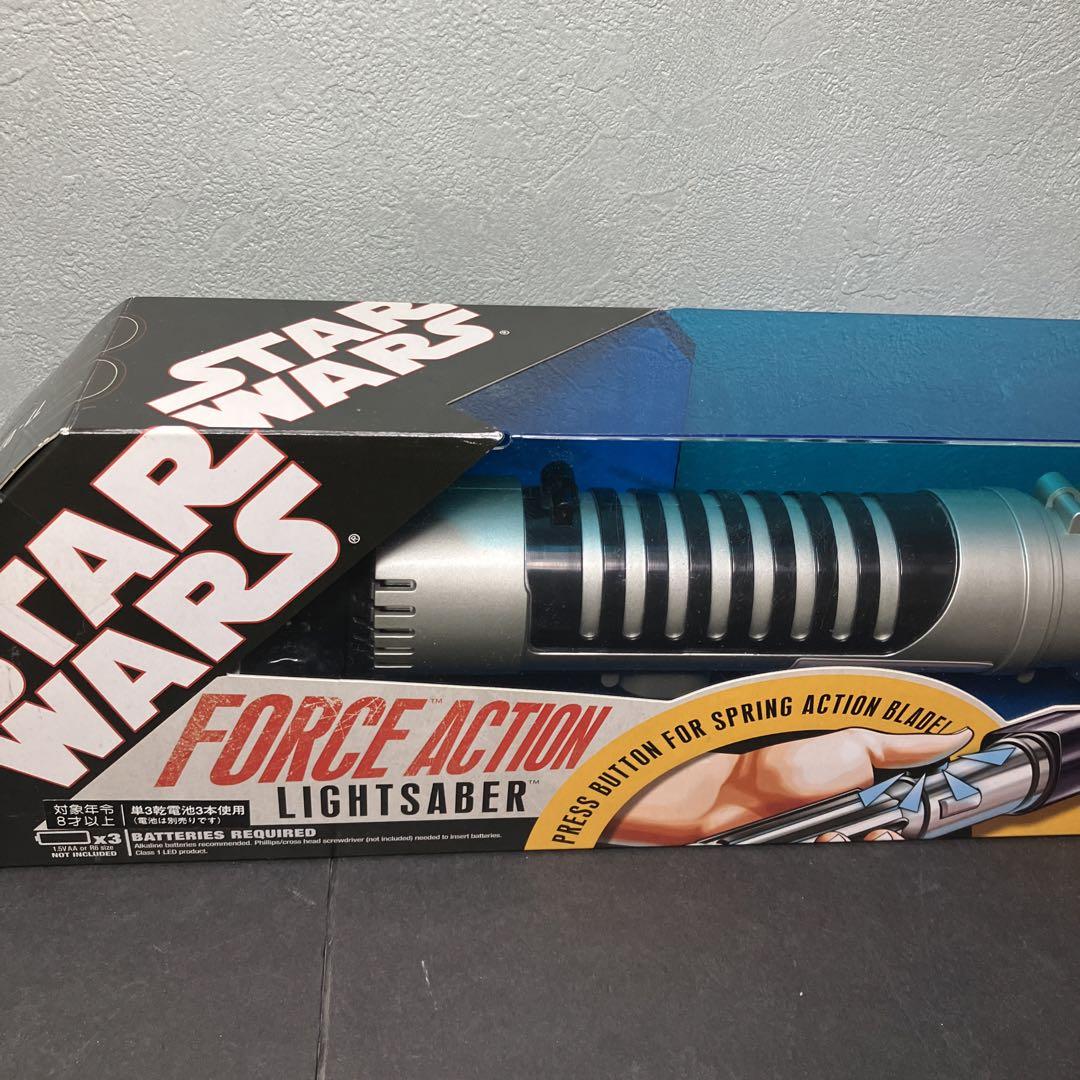 STAR
WARS®
STAR
WARS®
FORCE ACTION™
LIGHTSABER™
PRESS BUTTON FOR SPRING ACTION BLADE!
対象年令
8才以上
単3乾電池3本使用
(電池は別売りです)
x3
1.5V AA or R6 size
NOT INCLUDED
BATTERIES REQUIRED
Alkaline batteries recommended. Phillips/cross head screwdriver (not included) needed to insert batteries.
Class 1 LED product.